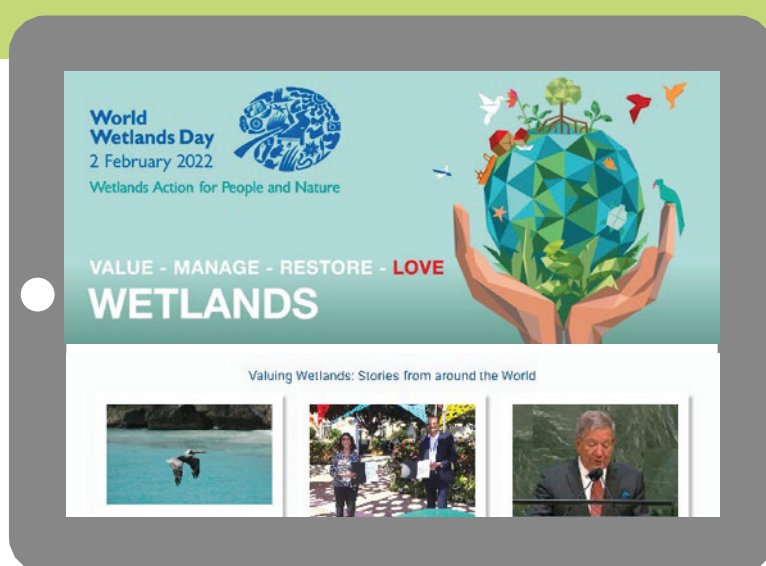 World
Wetlands Day
2 February 2022
Wetlands Action for People and Nature
VALUE - MANAGE - RESTORE - LOVE
WETLANDS
Valuing Wetlands: Stories from around the World